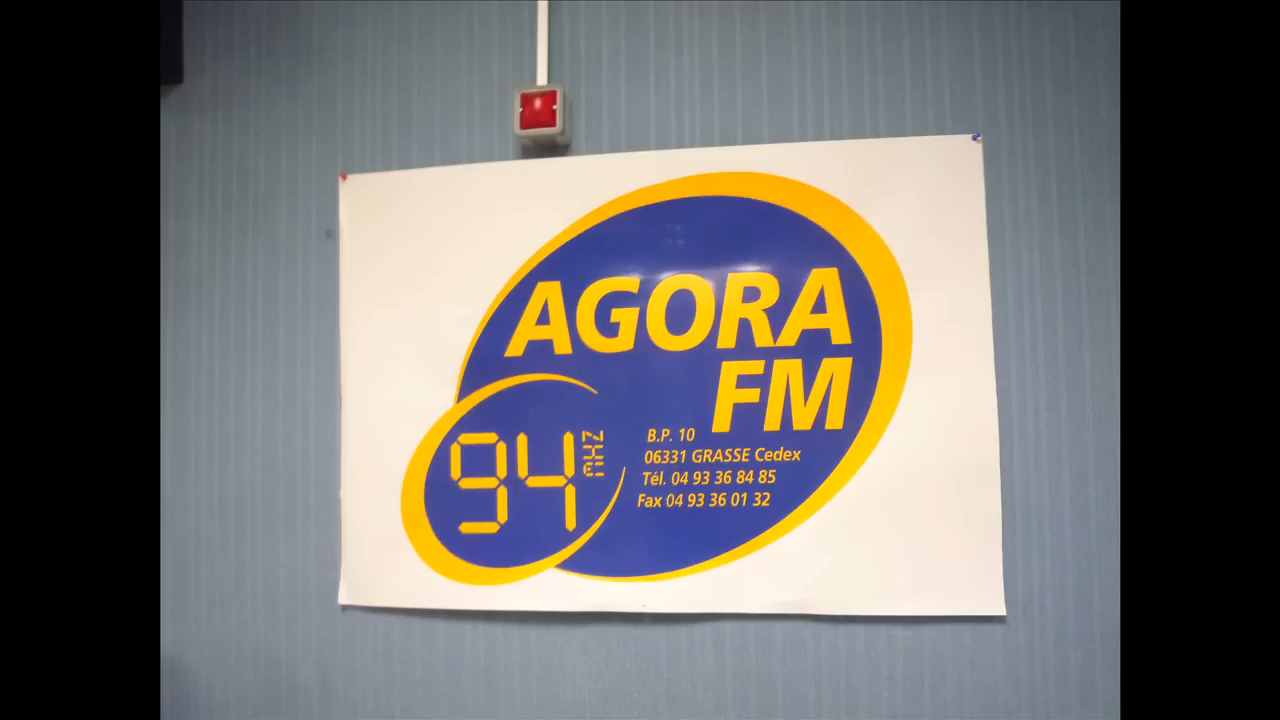 AGORA
FM
94 MHZ
B.P. 10
06331 GRASSE Cedex
Tél. 04 93 36 84 85
Fax 04 93 36 01 32